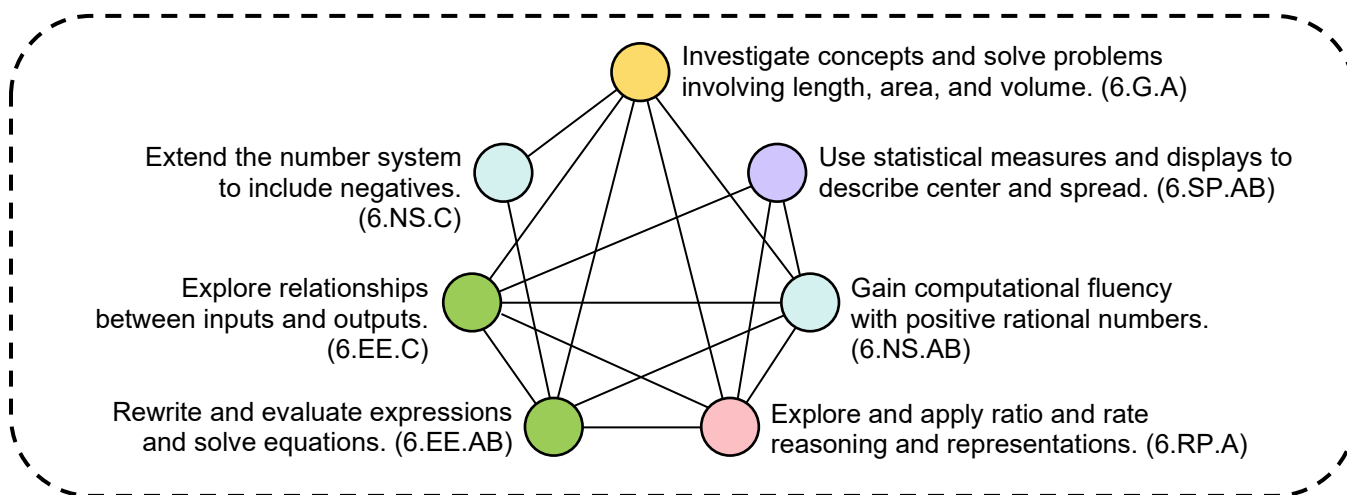 Investigate concepts and solve problems
involving length, area, and volume. (6.G.A)
Extend the number system
to include negatives.
(6.NS.C)
Use statistical measures and displays to
describe center and spread. (6.SP.AB)
Explore relationships
between inputs and outputs.
(6.EE.C)
Gain computational fluency
with positive rational numbers.
(6.NS.AB)
Rewrite and evaluate expressions
and solve equations. (6.EE.AB)
Explore and apply ratio and rate
reasoning and representations. (6.RP.A)